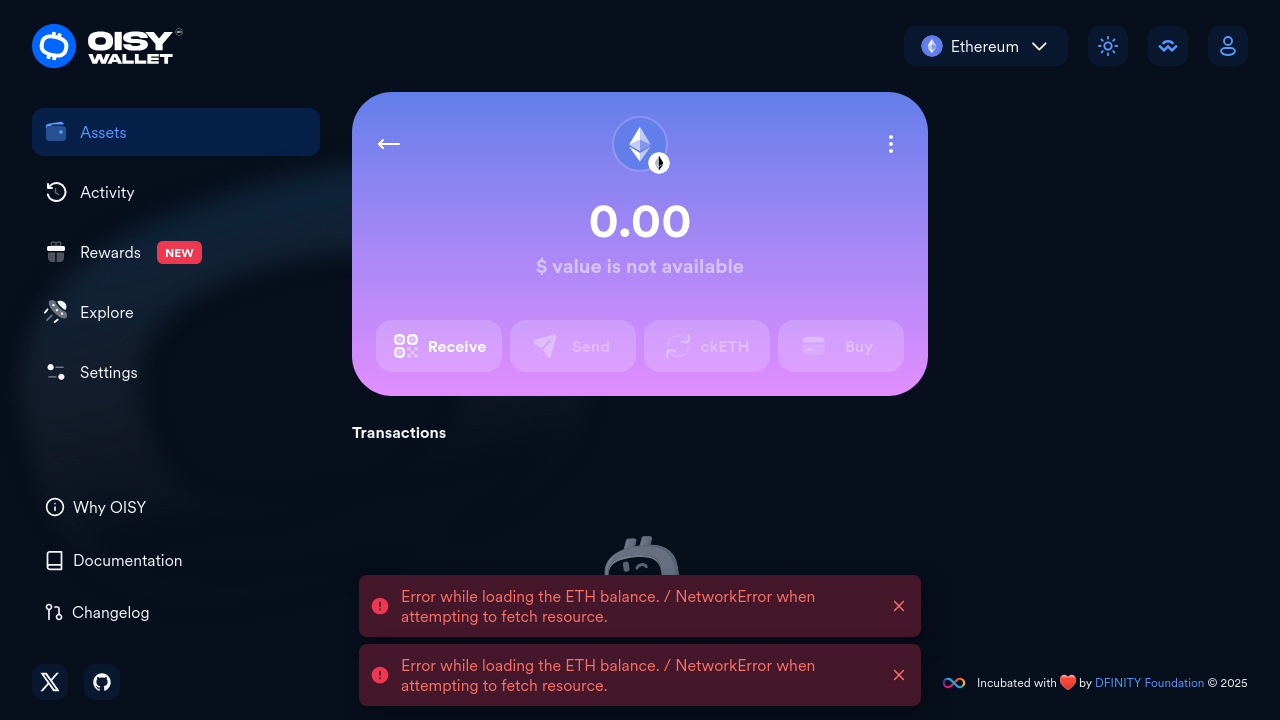 OISY
WALLET
Ethereum
Assets
Activity
Rewards NEW
Explore
Settings
Why OISY
Documentation
Changelog
0.00
$ value is not available
Receive
Send
ckETH
Buy
Transactions
Error while loading the ETH balance. / NetworkError when
attempting to fetch resource.
Error while loading the ETH balance. / NetworkError when
attempting to fetch resource.
Incubated with ❤️ by DFINITY Foundation © 2025